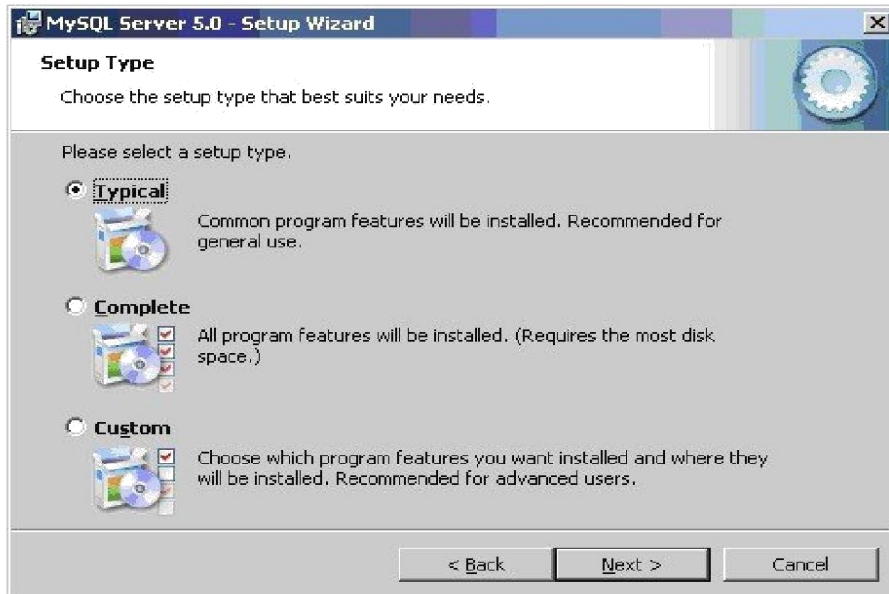 MySQL Server 5.0 - Setup Wizard
Setup Type
Choose the setup type that best suits your needs.
Please select a setup type.
Typical
Common program features will be installed. Recommended for
general use.
Complete
All program features will be installed. (Requires the most disk
space.)
Custom
Choose which program features you want installed and where they
will be installed. Recommended for advanced users.
< Back
Next >
Cancel